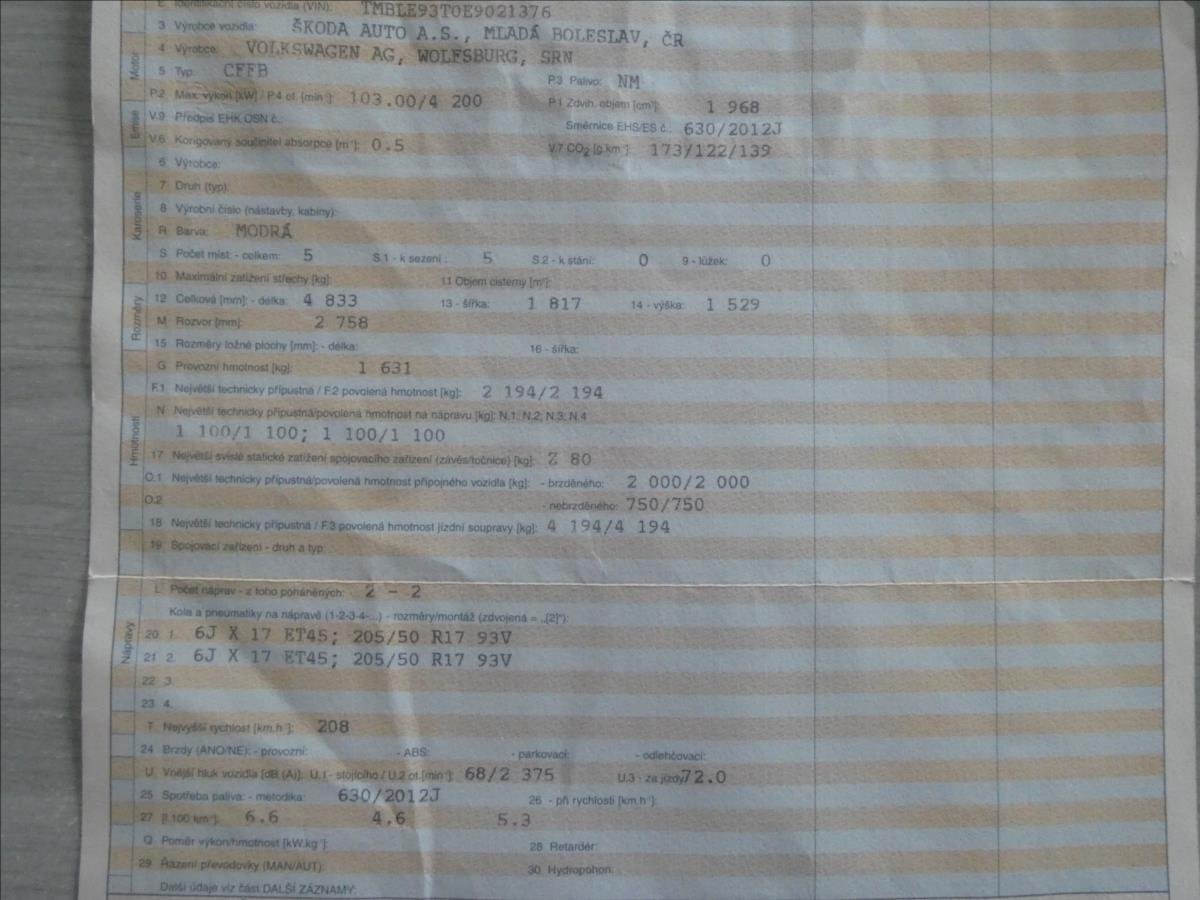 E Identifikační číslo vozidla (VIN): TMBLE93T0E9021376
3 Výrobce vozidla: ŠKODA AUTO A.S., MLADÁ BOLESLAV, ČR
Motor
4 Výrobce: VOLKSWAGEN AG, WOLFSBURG, SRN
5 Typ: CFFB P.3 Palivo: NM
P.2 Max. výkon [kW] / P.4 ot. [min⁻¹]: 103.00/4 200 P.1 Zdvih. objem [cm³]: 1 968
Emise
V.9 Předpis EHK OSN č.: Směrnice EHS/ES č.: 630/2012J
V.6 Korigovaný součinitel absorpce [m⁻¹]: 0.5 V.7 CO₂ [g.km⁻¹]: 173/122/139
Karoserie
6 Výrobce:
7 Druh (typ):
8 Výrobní číslo (nástavby, kabiny):
R Barva: MODRÁ
S Počet míst: - celkem: 5 S.1 - k sezení: 5 S.2 - k stání: 0 9 - lůžek: 0
10 Maximální zatížení střechy [kg]: 11 Objem cisterny [m³]:
Rozměry
12 Celková [mm]: - délka: 4 833 13 - šířka: 1 817 14 - výška: 1 529
M Rozvor [mm]: 2 758
15 Rozměry ložné plochy [mm]: - délka: 16 - šířka:
Hmotnosti
G Provozní hmotnost [kg]: 1 631
F.1 Největší technicky přípustná / F.2 povolená hmotnost [kg]: 2 194/2 194
N Největší technicky přípustná/povolená hmotnost na nápravu [kg]: N.1; N.2; N.3; N.4
1 100/1 100; 1 100/1 100
17 Největší svislé statické zatížení spojovacího zařízení (závěs/točnice) [kg]: Z 80
O.1 Největší technicky přípustná/povolená hmotnost přípojného vozidla [kg]: - brzděného: 2 000/2 000
O.2 - nebrzděného: 750/750
18 Největší technicky přípustná / F.3 povolená hmotnost jízdní soupravy [kg]: 4 194/4 194
19 Spojovací zařízení - druh a typ:
Nápravy
L Počet náprav - z toho poháněných: 2 - 2
Kola a pneumatiky na nápravě (1-2-3-4-...) - rozměry/montáž (zdvojená = „[2]"):
20 1. 6J X 17 ET45; 205/50 R17 93V
21 2. 6J X 17 ET45; 205/50 R17 93V
22 3.
23 4.
T Nejvyšší rychlost [km.h⁻¹]: 208
24 Brzdy (ANO/NE): - provozní: - ABS: - parkovací: - odlehčovací:
U Vnější hluk vozidla [dB (A)]: U.1 - stojícího / U.2 ot.[min⁻¹]: 68/2 375 U.3 - za jízdy 72.0
25 Spotřeba paliva: - metodika: 630/2012J 26 - při rychlosti [km.h⁻¹]:
27 [l.100 km⁻¹]: 6.6 4.6 5.3
Q Poměr výkon/hmotnost [kW.kg⁻¹]: 28 Retardér:
29 Řazení převodovky (MAN/AUT): 30 Hydropohon:
Další údaje viz část DALŠÍ ZÁZNAMY: